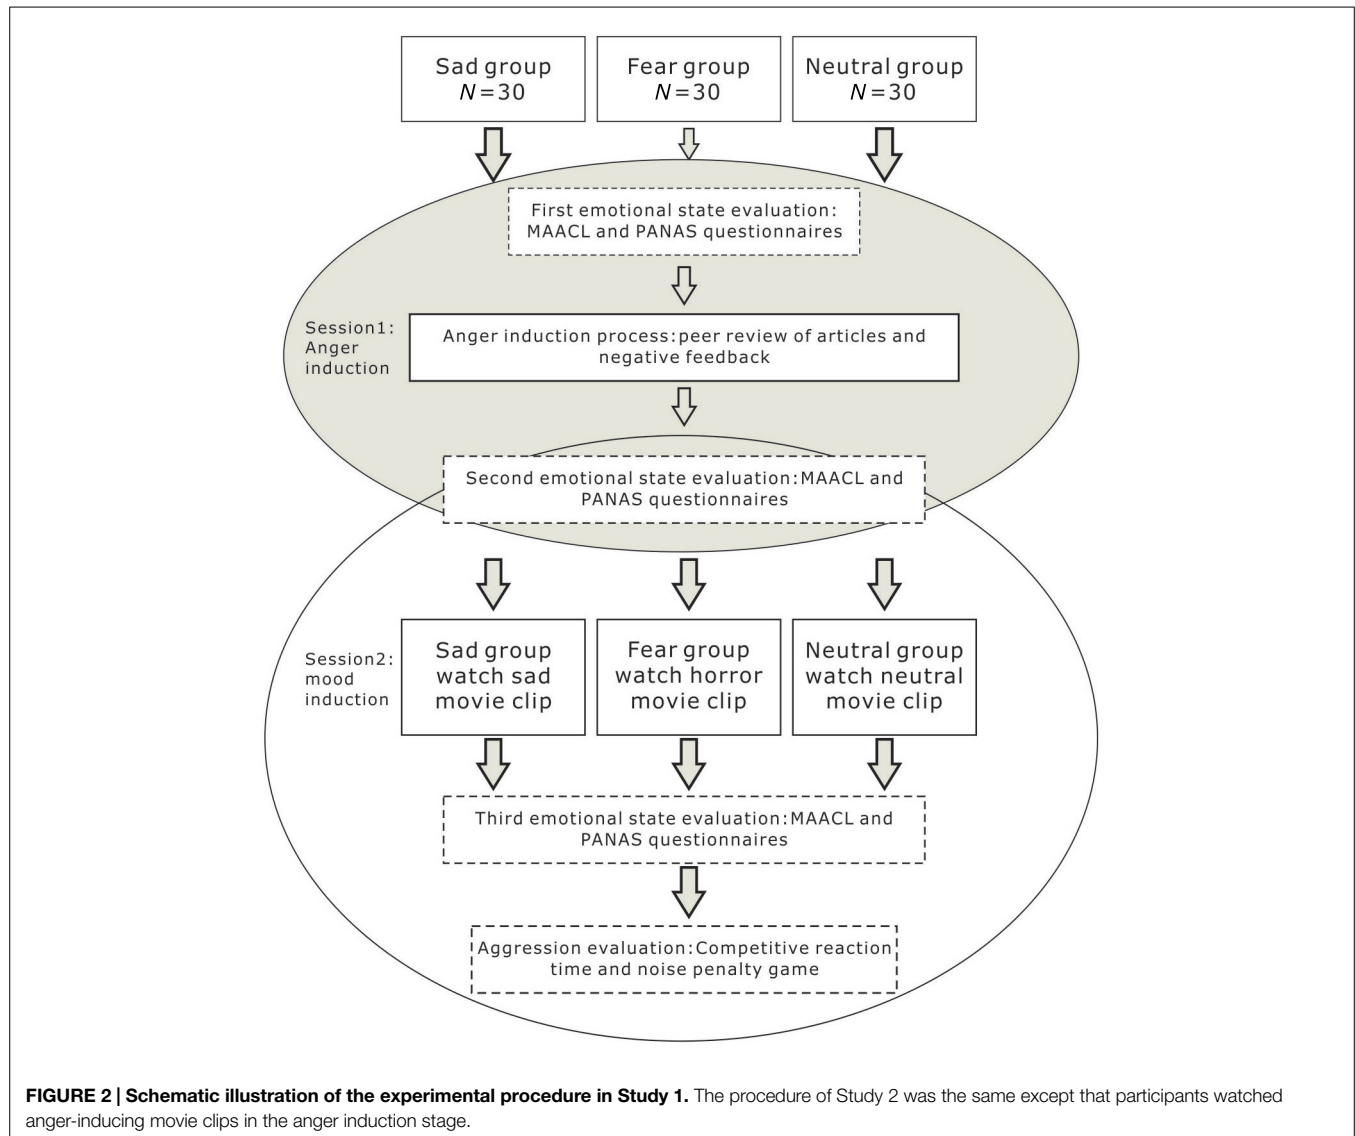 Sad group
N=30
Fear group
N=30
Neutral group
N=30
First emotional state evaluation:
MAACL and PANAS questionnaires
Session1:
Anger
induction
Anger induction process:peer review of articles and
negative feedback
Second emotional state evaluation:MAACL and
PANAS questionnaires
Session2:
mood
induction
Sad group
watch sad
movie clip
Fear group
watch horror
movie clip
Neutral group
watch neutral
movie clip
Third emotional state evaluation:MAACL and
PANAS questionnaires
Aggression evaluation:Competitive reaction
time and noise penalty game
FIGURE 2 | Schematic illustration of the experimental procedure in Study 1. The procedure of Study 2 was the same except that participants watched
anger-inducing movie clips in the anger induction stage.